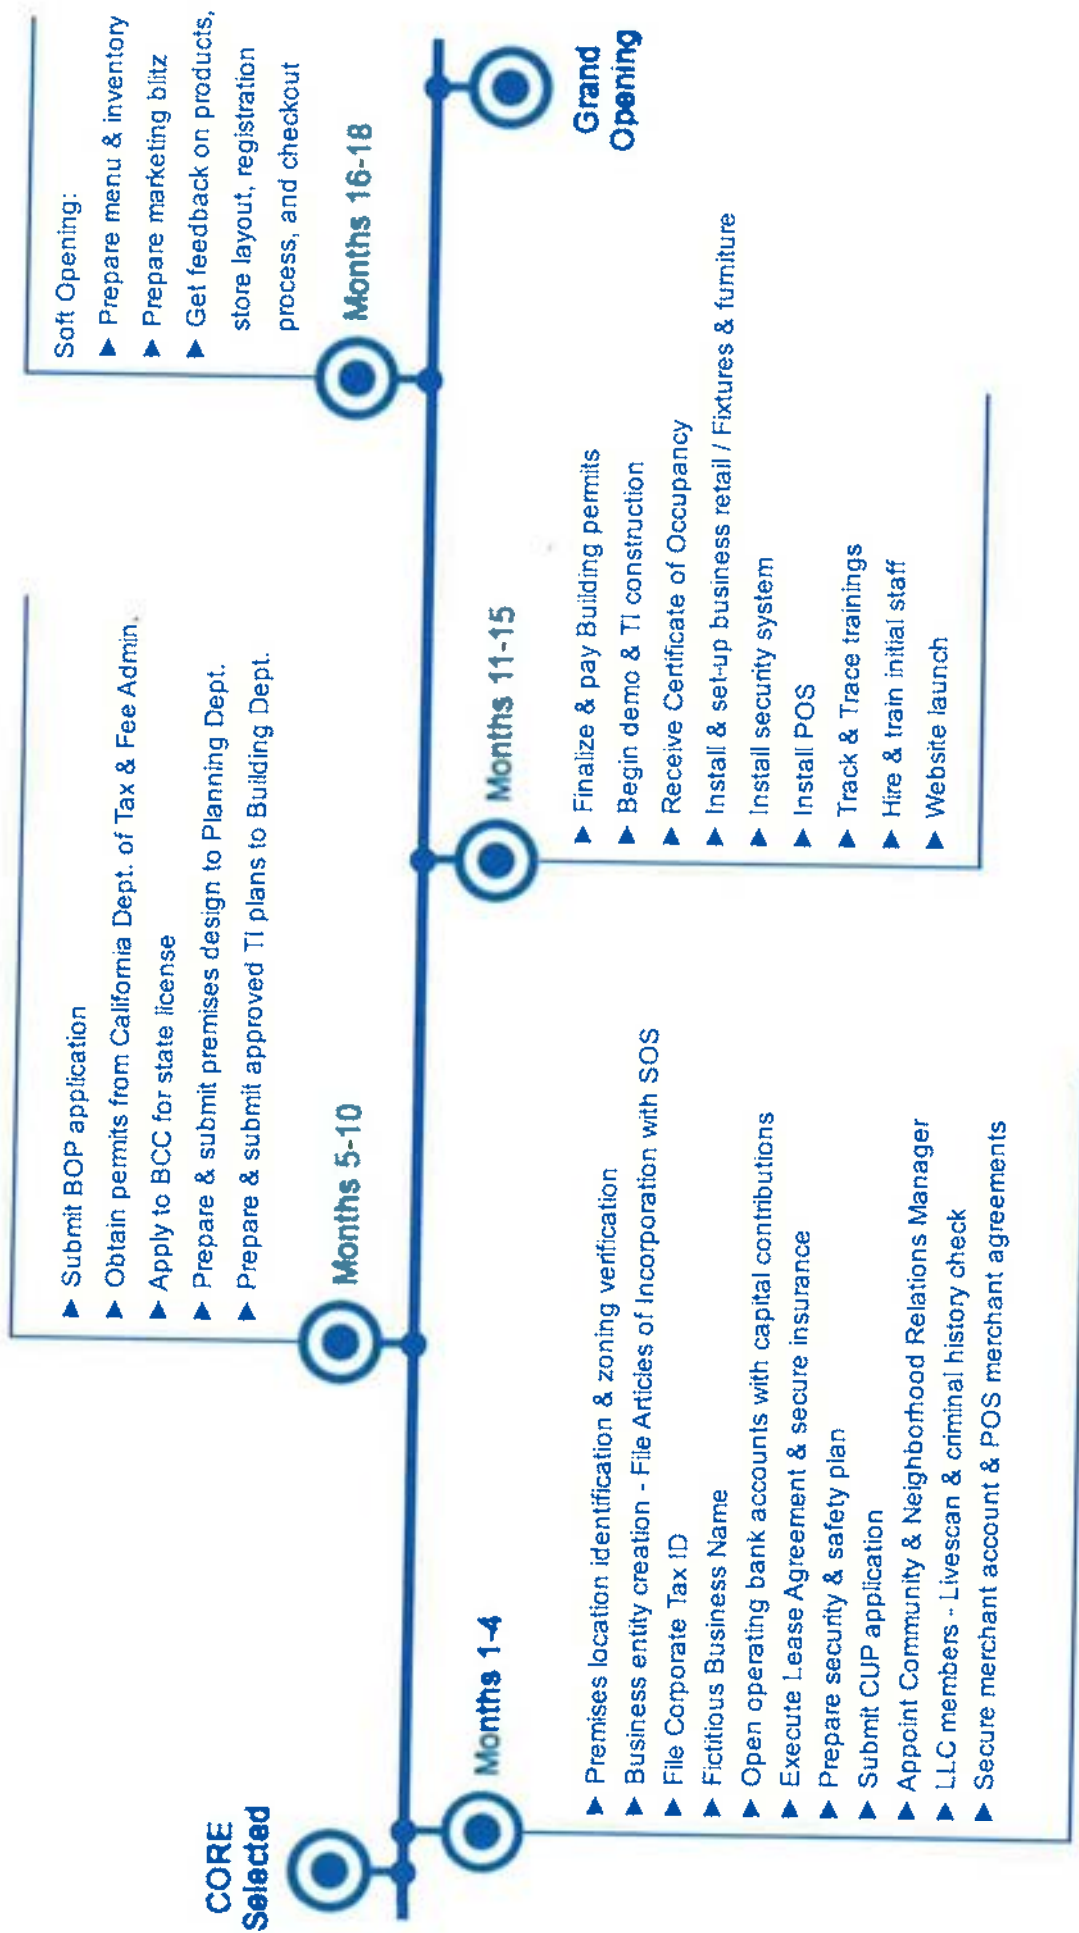 CORE
Selected
Months 1-4
▶ Premises location identification & zoning verification
▶ Business entity creation - File Articles of Incorporation with SOS
▶ File Corporate Tax ID
▶ Fictitious Business Name
▶ Open operating bank accounts with capital contributions
▶ Execute Lease Agreement & secure insurance
▶ Prepare security & safety plan
▶ Submit CUP application
▶ Appoint Community & Neighborhood Relations Manager
▶ LLC members - Livescan & criminal history check
▶ Secure merchant account & POS merchant agreements
▶ Submit BOP application
▶ Obtain permits from California Dept. of Tax & Fee Admin.
▶ Apply to BCC for state license
▶ Prepare & submit premises design to Planning Dept.
▶ Prepare & submit approved TI plans to Building Dept.
Months 5-10
Months 11-15
▶ Finalize & pay Building permits
▶ Begin demo & TI construction
▶ Receive Certificate of Occupancy
▶ Install & set-up business retail / Fixtures & furniture
▶ Install security system
▶ Install POS
▶ Track & Trace trainings
▶ Hire & train initial staff
▶ Website launch
Soft Opening:
▶ Prepare menu & inventory
▶ Prepare marketing blitz
▶ Get feedback on products,
store layout, registration
process, and checkout
Months 16-18
Grand
Opening